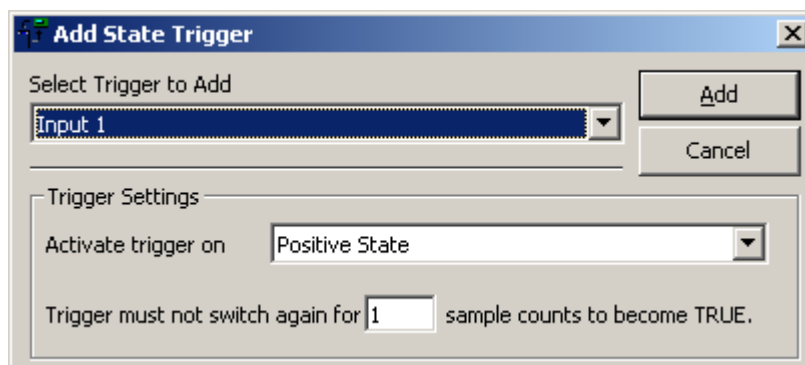 Add State Trigger
Select Trigger to Add
Input 1
Add
Cancel
Trigger Settings
Activate trigger on Positive State
Trigger must not switch again for 1 sample counts to become TRUE.